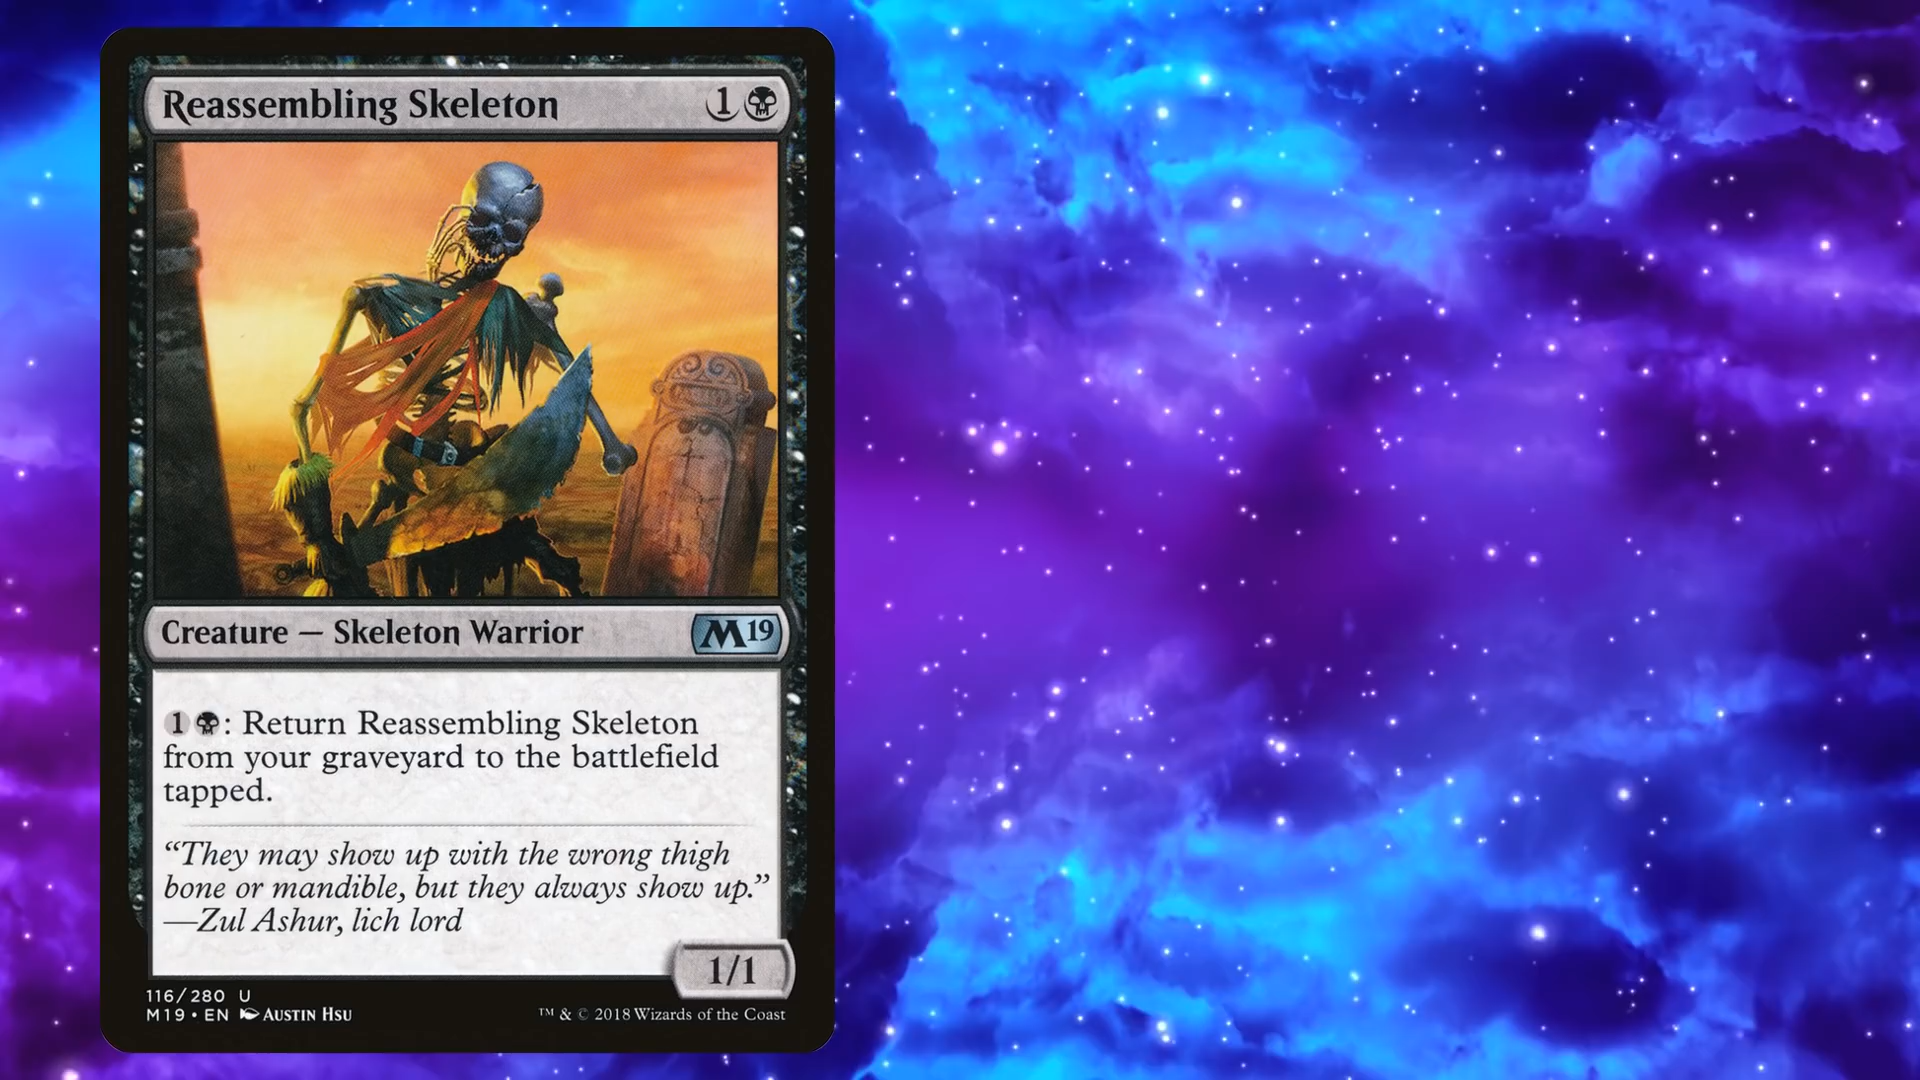 Reassembling Skeleton 1
Creature — Skeleton Warrior M19
1: Return Reassembling Skeleton
from your graveyard to the battlefield
tapped.
“They may show up with the wrong thigh
bone or mandible, but they always show up.”
—Zul Ashur, lich lord
1/1
116/280 U
M19 • EN Austin Hsu ™ & © 2018 Wizards of the Coast